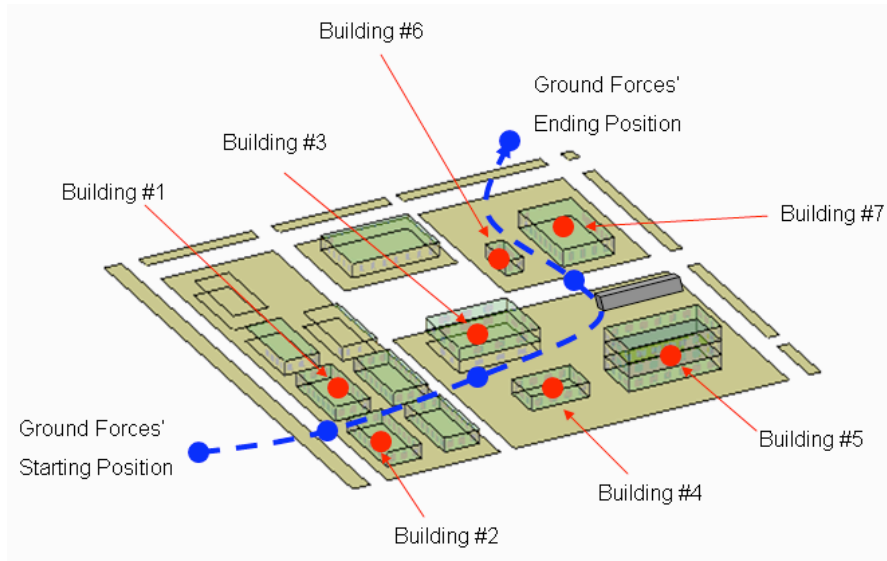 Building #6
Ground Forces'
Ending Position
Building #3
Building #1
Building #7
Ground Forces'
Starting Position
Building #5
Building #4
Building #2